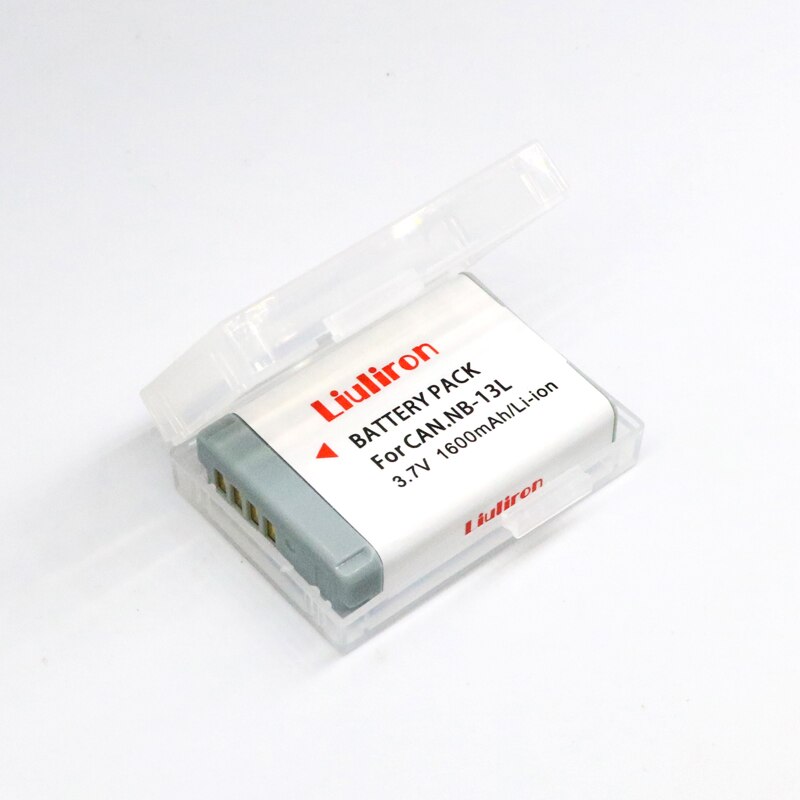 Liuliron
BATTERY PACK
For CAN.NB-13L
3.7V 1600mAh/Li-ion
Liuliron